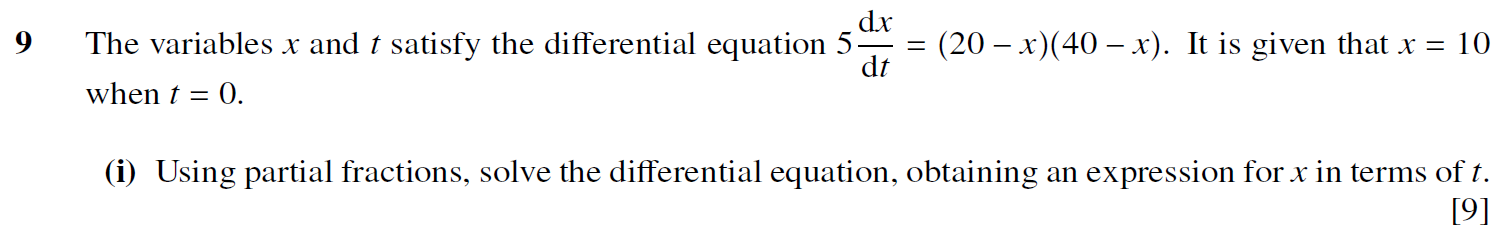 9 The variables x and t satisfy the differential equation 5 dx/dt = (20 − x)(40 − x). It is given that x = 10
when t = 0.
(i) Using partial fractions, solve the differential equation, obtaining an expression for x in terms of t.
[9]